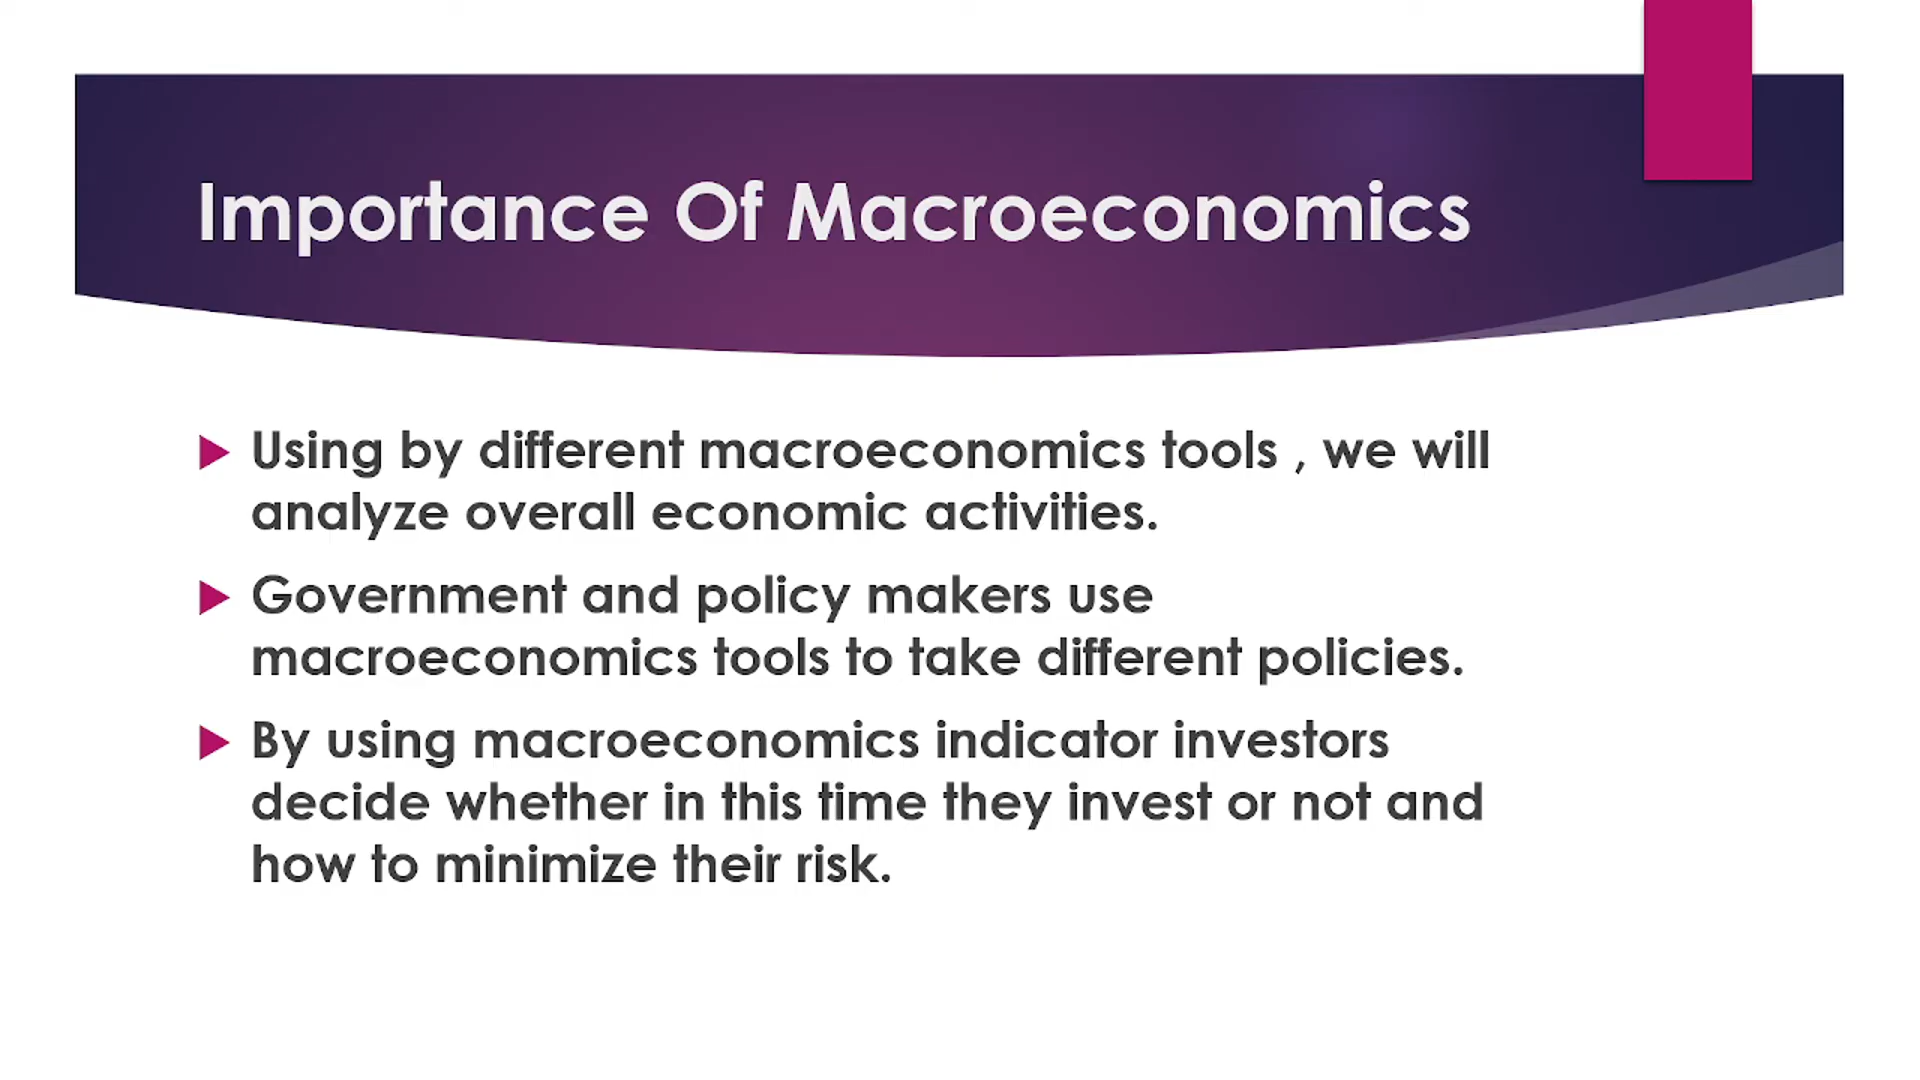 Importance Of Macroeconomics
Using by different macroeconomics tools , we will
analyze overall economic activities.
Government and policy makers use
macroeconomics tools to take different policies.
By using macroeconomics indicator investors
decide whether in this time they invest or not and
how to minimize their risk.